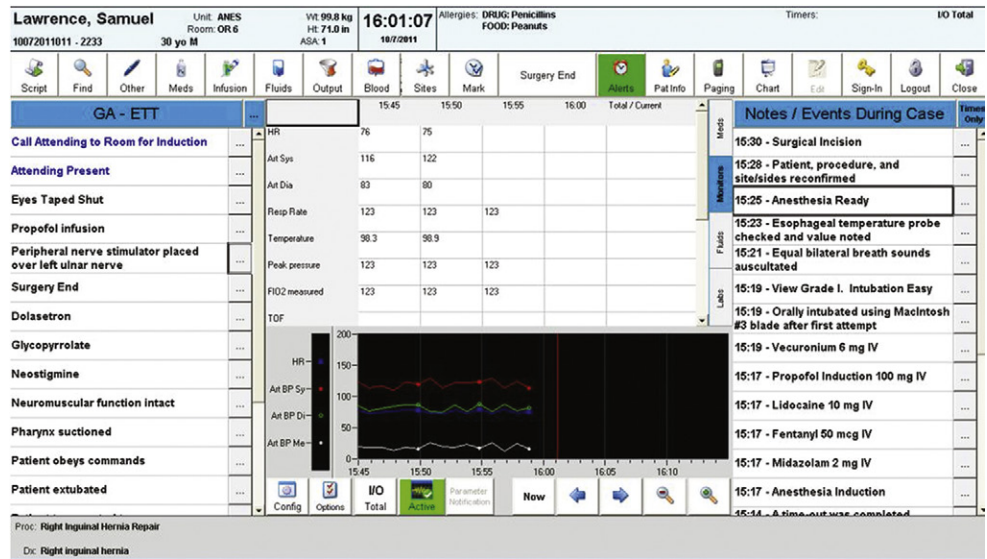 Lawrence, Samuel
Unit: ANES
Room: OR 6
10072011011 - 2233
30 yo M
Wt: 99.8 kg
Ht: 71.0 in
ASA: 1
16:01:07
10/7/2011
Allergies: DRUG: Penicillins
FOOD: Peanuts
Timers:
I/O Total
Script
Find
Other
Meds
Infusion
Fluids
Output
Blood
Sites
Mark
Surgery End
Alerts
Pat Info
Paging
Chart
Edit
Sign-In
Logout
Close
GA - ETT
...
Call Attending to Room for Induction ...
Attending Present ...
Eyes Taped Shut ...
Propofol infusion ...
Peripheral nerve stimulator placed
over left ulnar nerve ...
Surgery End ...
Dolasetron ...
Glycopyrrolate ...
Neostigmine ...
Neuromuscular function intact ...
Pharynx suctioned ...
Patient obeys commands ...
Patient extubated ...
15:45 15:50 15:55 16:00 Total / Current
HR 76 75
Art Sys 116 122
Art Dia 83 80
Resp Rate 123 123 123
Temperature 98.3 98.9
Peak pressure 123 123 123
FIO2 measured 123 123 123
TOF
Meds
Monitors
Fluids
Labs
200
150
100
50
0
HR
Art BP Sy
Art BP Di
Art BP Me
15:45 15:50 15:55 16:00 16:05 16:10
Config
Options
I/O
Total
Active
Parameter
Notification
Now
Notes / Events During Case
Times
Only
15:30 - Surgical Incision ...
15:28 - Patient, procedure, and
site/sides reconfirmed ...
15:25 - Anesthesia Ready ...
15:23 - Esophageal temperature probe
checked and value noted ...
15:21 - Equal bilateral breath sounds
auscultated ...
15:19 - View Grade I. Intubation Easy ...
15:19 - Orally intubated using MacIntosh
#3 blade after first attempt ...
15:19 - Vecuronium 6 mg IV ...
15:17 - Propofol Induction 100 mg IV ...
15:17 - Lidocaine 10 mg IV ...
15:17 - Fentanyl 50 mcg IV ...
15:17 - Midazolam 2 mg IV ...
15:17 - Anesthesia Induction ...
15:14 - A time-out was completed
Proc: Right Inguinal Hernia Repair
Dx: Right inguinal hernia